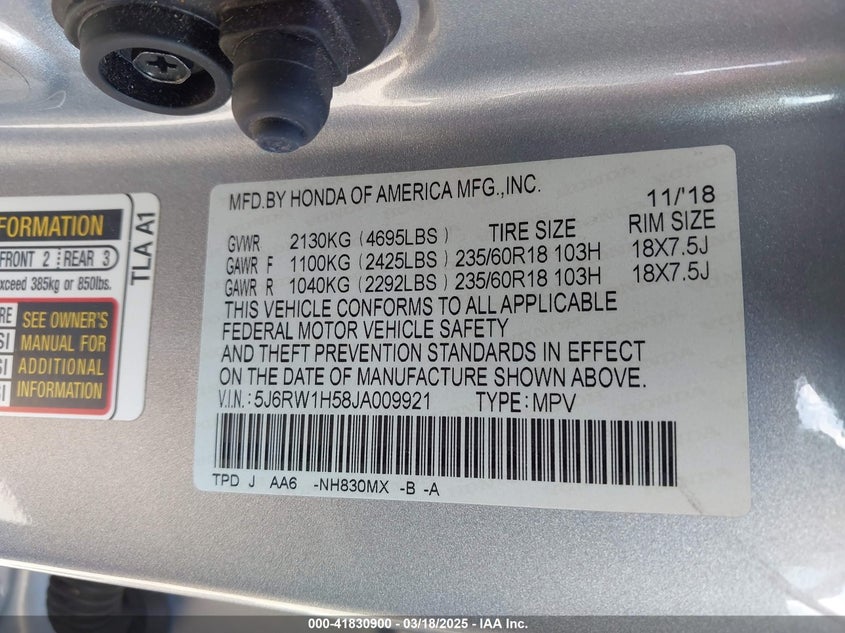 MFD.BY HONDA OF AMERICA MFG.,INC. 11/'18
GVWR 2130KG (4695LBS) TIRE SIZE RIM SIZE
GAWR F 1100KG (2425LBS) 235/60R18 103H 18X7.5J
GAWR R 1040KG (2292LBS) 235/60R18 103H 18X7.5J
THIS VEHICLE CONFORMS TO ALL APPLICABLE
FEDERAL MOTOR VEHICLE SAFETY
AND THEFT PREVENTION STANDARDS IN EFFECT
ON THE DATE OF MANUFACTURE SHOWN ABOVE.
V.I.N.:5J6RW1H58JA009921 TYPE:MPV
TPD J AA6 -NH830MX -B -A
FRONT 2 REAR 3
385kg or 850lbs.
SEE OWNER'S
MANUAL FOR
ADDITIONAL
INFORMATION
TLA A1
000-41830900 - 03/18/2025 - IAA Inc.